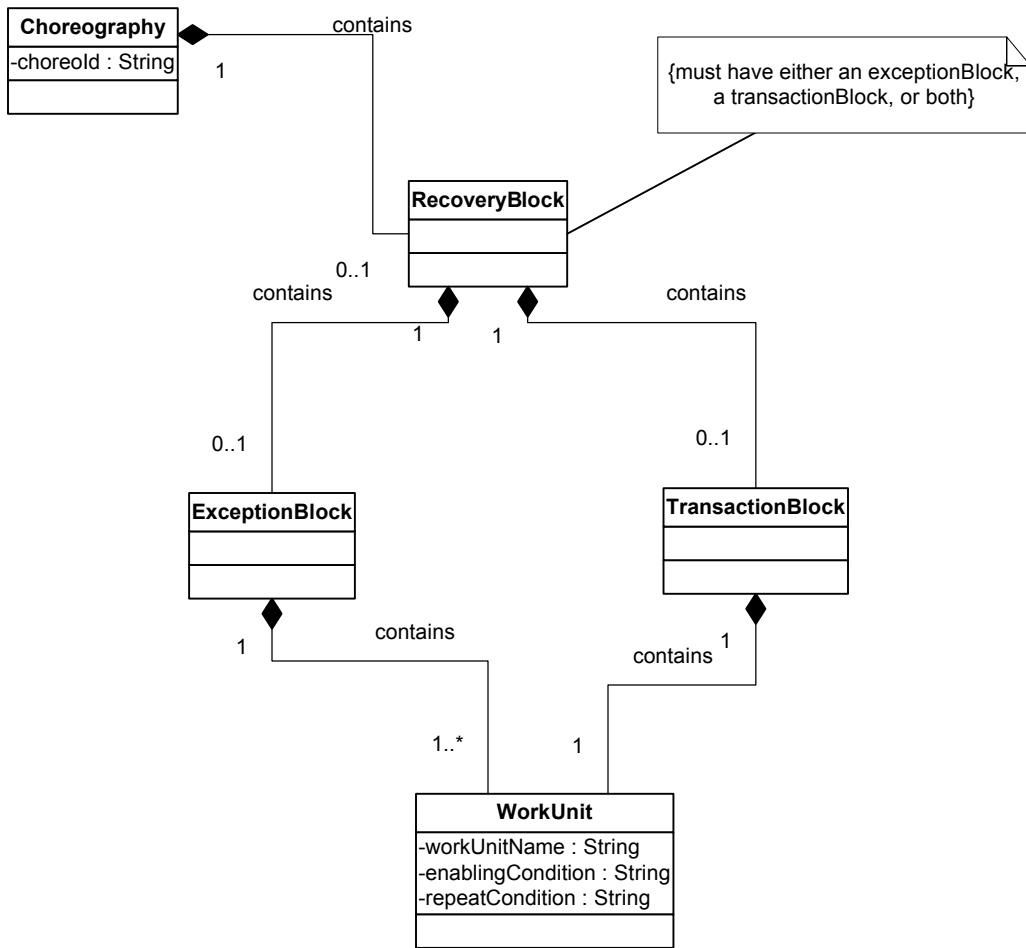 Choreography
-choreoId : String
contains
1
{must have either an exceptionBlock,
a transactionBlock, or both}
RecoveryBlock
0..1
contains
contains
1
1
0..1
0..1
ExceptionBlock
TransactionBlock
1
contains
1
contains
1..*
1
WorkUnit
-workUnitName : String
-enablingCondition : String
-repeatCondition : String